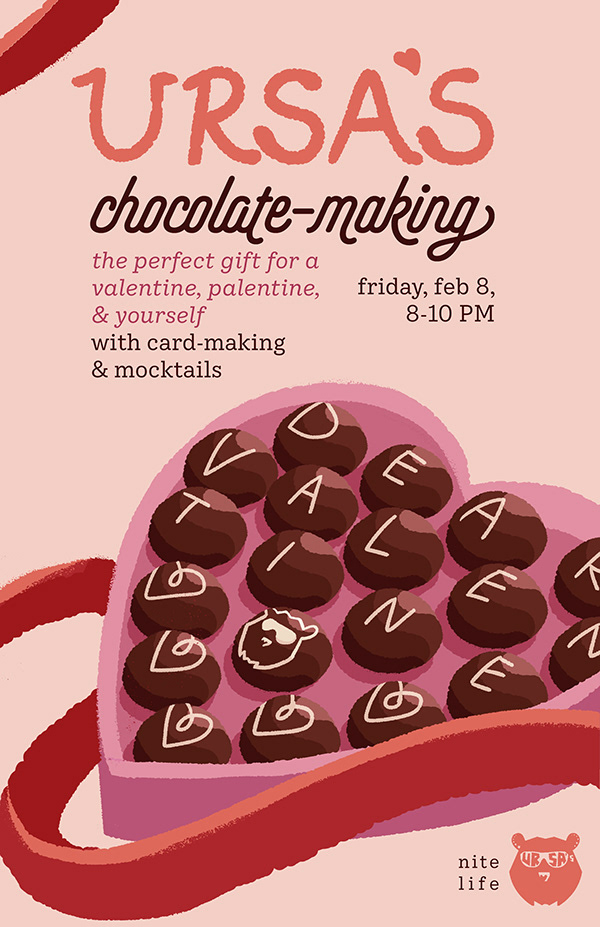 URSA'S
chocolate-making
the perfect gift for a
valentine, palentine,
& yourself
with card-making
& mocktails
friday, feb 8,
8-10 PM
D E A R
V A L E N
T I N E
nite
life
URSA'S